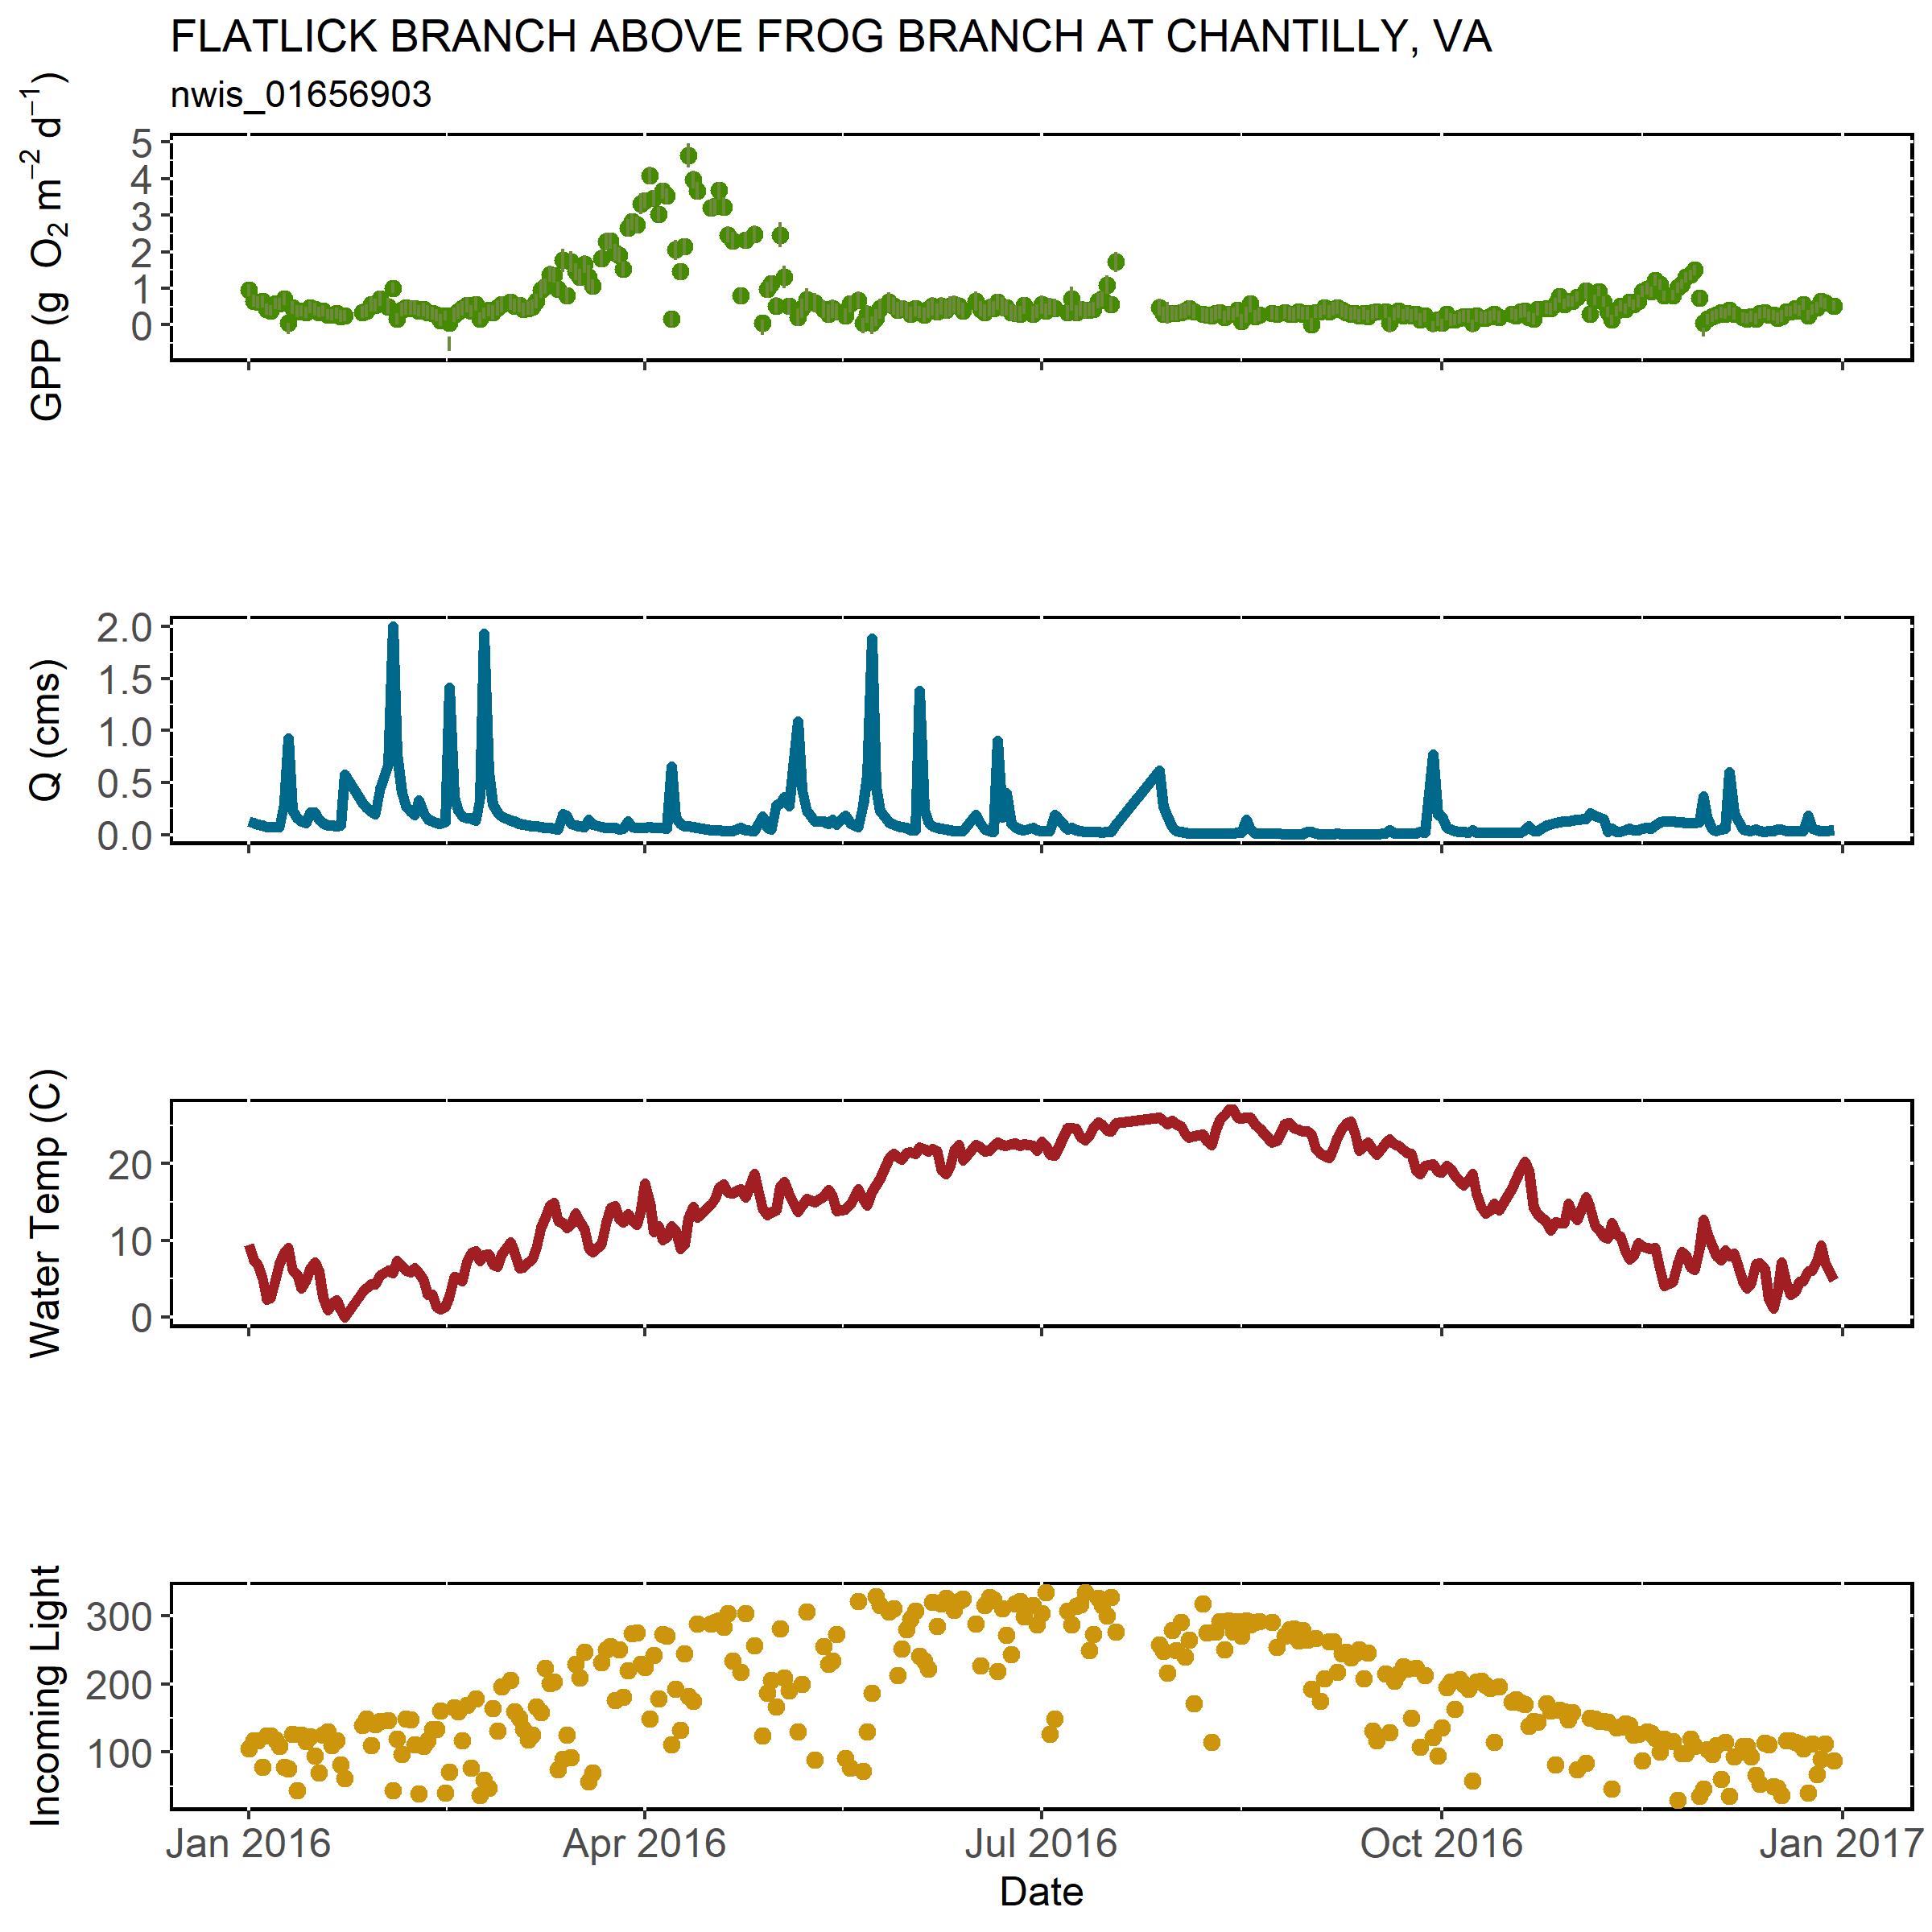 FLATLICK BRANCH ABOVE FROG BRANCH AT CHANTILLY, VA
nwis_01656903
GPP (g O₂ m⁻² d⁻¹)
5
4
3
2
1
0
Q (cms)
2.0
1.5
1.0
0.5
0.0
Water Temp (C)
20
10
0
Incoming Light
300
200
100
Jan 2016 Apr 2016 Jul 2016 Oct 2016 Jan 2017
Date